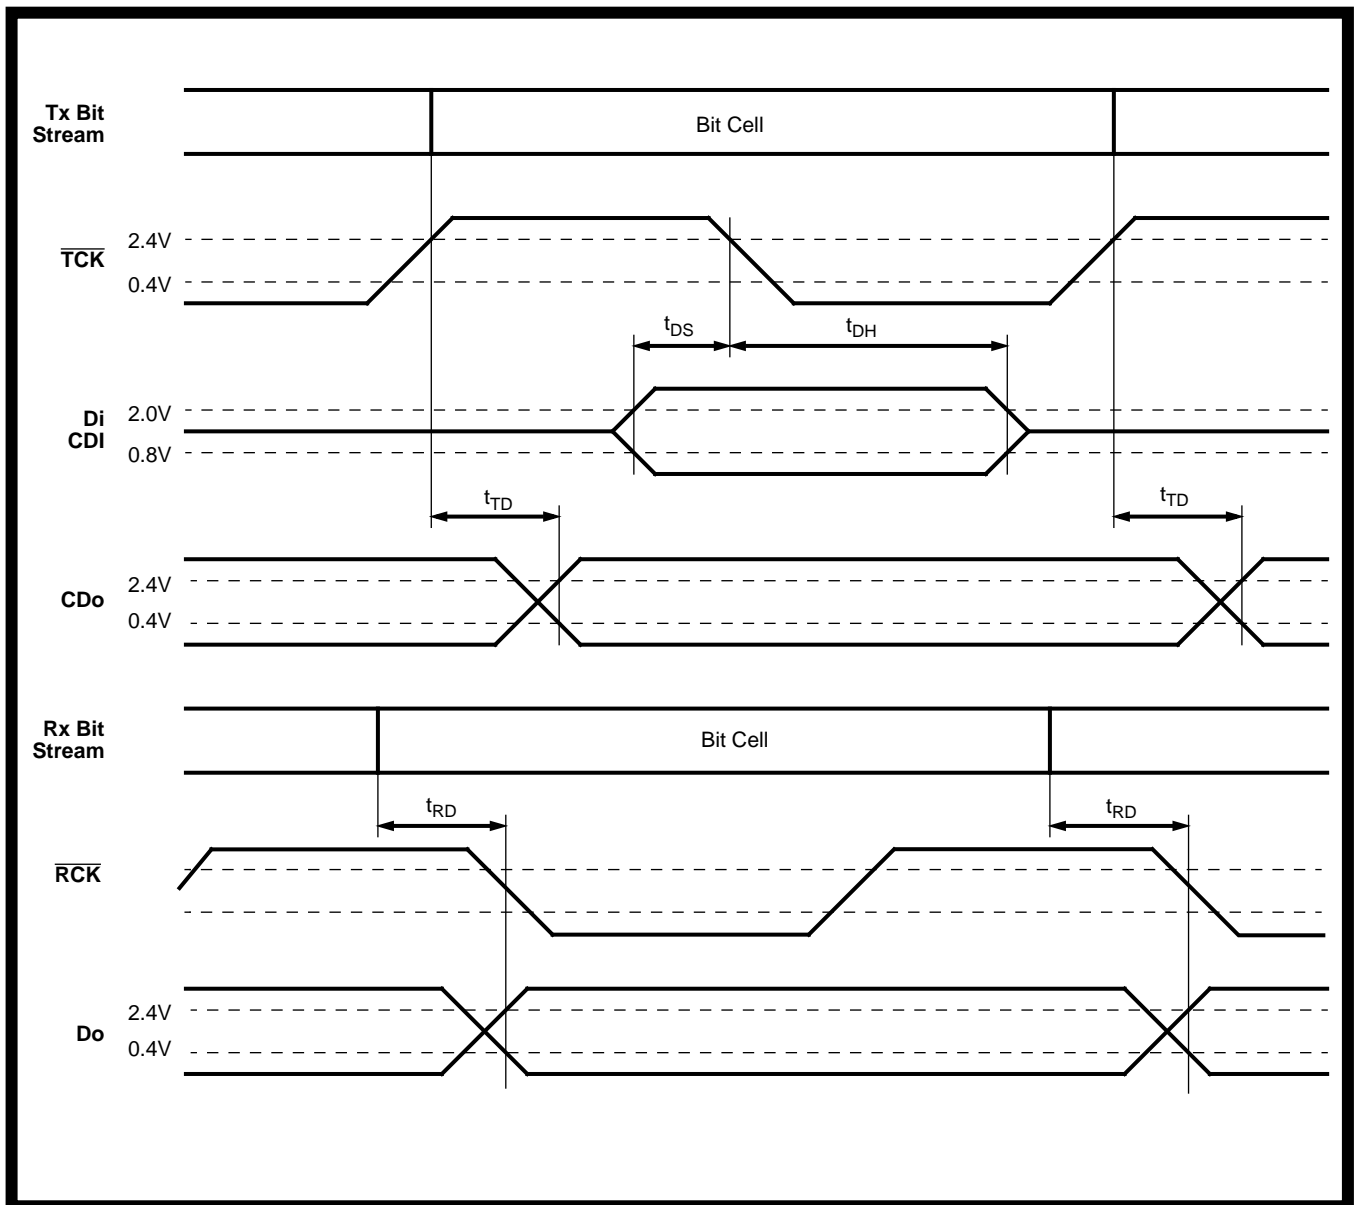 Tx Bit
Stream
Bit Cell
TCK
2.4V
0.4V
tDS
tDH
Di
CDI
2.0V
0.8V
tTD
tTD
CDo
2.4V
0.4V
Rx Bit
Stream
Bit Cell
tRD
tRD
RCK
Do
2.4V
0.4V